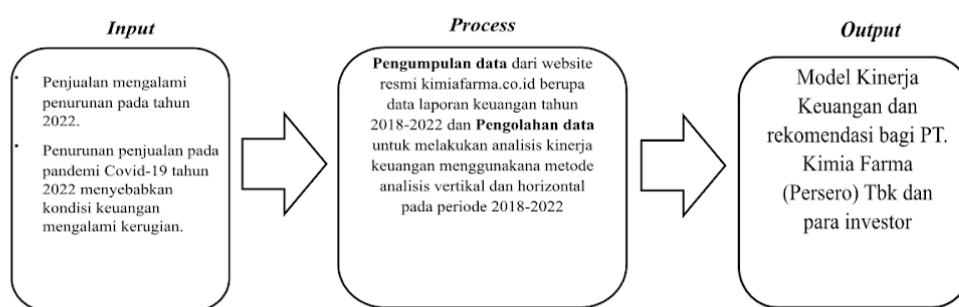 Input
Penjualan mengalami
penurunan pada tahun
2022.
Penurunan penjualan pada
pandemi Covid-19 tahun
2022 menyebabkan
kondisi keuangan
mengalami kerugian.
Process
Pengumpulan data dari website
resmi kimiafarma.co.id berupa
data laporan keuangan tahun
2018-2022 dan Pengolahan data
untuk melakukan analisis kinerja
keuangan menggunakana metode
analisis vertikal dan horizontal
pada periode 2018-2022
Output
Model Kinerja
Keuangan dan
rekomendasi bagi PT.
Kimia Farma
(Persero) Tbk dan
para investor